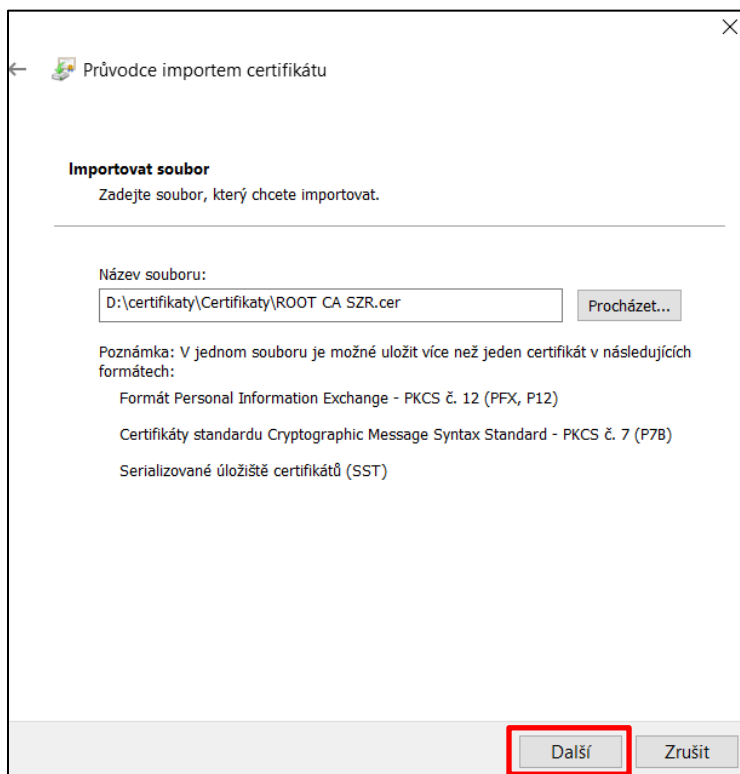 Průvodce importem certifikátu
Importovat soubor
Zadejte soubor, který chcete importovat.
Název souboru:
D:\certifikaty\Certifikaty\ROOT CA SZR.cer
Procházet...
Poznámka: V jednom souboru je možné uložit více než jeden certifikát v následujících
formátech:
Formát Personal Information Exchange - PKCS č. 12 (PFX, P12)
Certifikáty standardu Cryptographic Message Syntax Standard - PKCS č. 7 (P7B)
Serializované úložiště certifikátů (SST)
Další
Zrušit